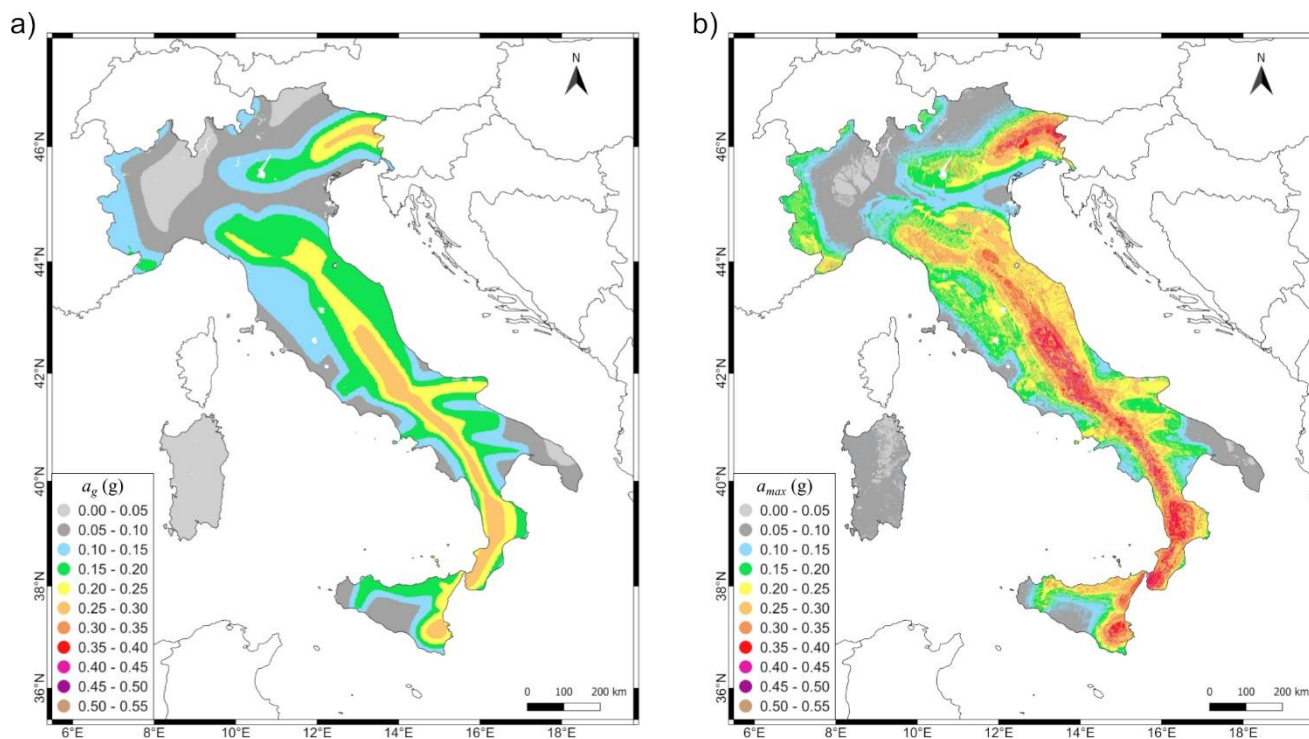 a)
N
46°N
44°N
42°N
40°N
38°N
36°N
a_g (g)
0.00 - 0.05
0.05 - 0.10
0.10 - 0.15
0.15 - 0.20
0.20 - 0.25
0.25 - 0.30
0.30 - 0.35
0.35 - 0.40
0.40 - 0.45
0.45 - 0.50
0.50 - 0.55
0 100 200 km
6°E 8°E 10°E 12°E 14°E 16°E 18°E
b)
N
46°N
44°N
42°N
40°N
38°N
36°N
a_max (g)
0.00 - 0.05
0.05 - 0.10
0.10 - 0.15
0.15 - 0.20
0.20 - 0.25
0.25 - 0.30
0.30 - 0.35
0.35 - 0.40
0.40 - 0.45
0.45 - 0.50
0.50 - 0.55
0 100 200 km
6°E 8°E 10°E 12°E 14°E 16°E 18°E